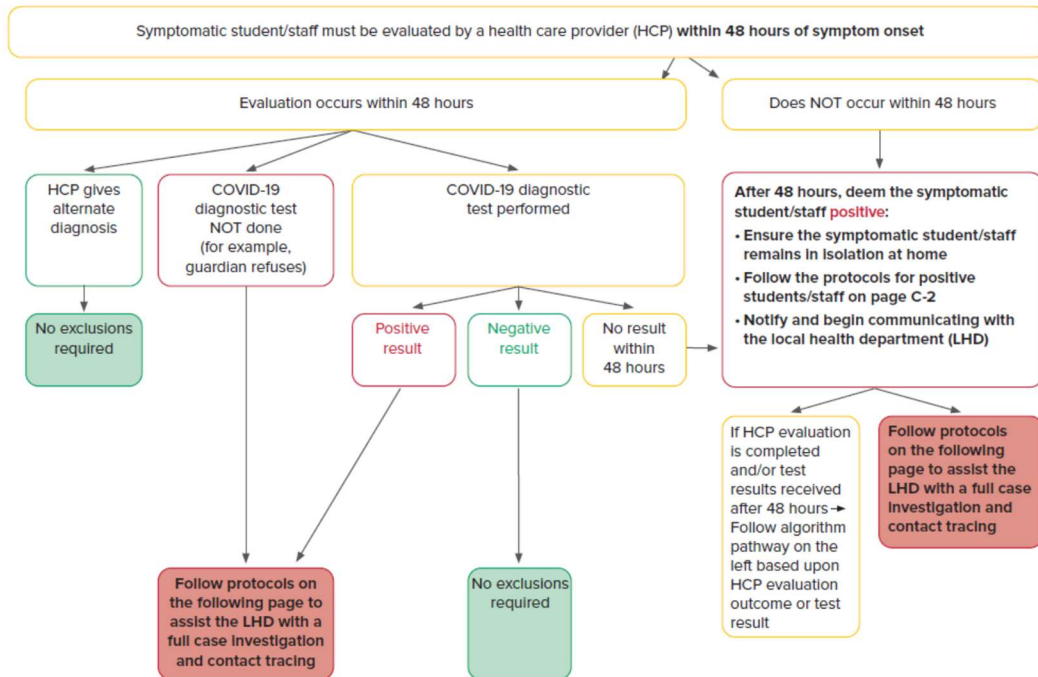 Symptomatic student/staff must be evaluated by a health care provider (HCP) within 48 hours of symptom onset
Evaluation occurs within 48 hours
Does NOT occur within 48 hours
HCP gives
alternate
diagnosis
COVID-19
diagnostic test
NOT done
(for example,
guardian refuses)
COVID-19 diagnostic
test performed
After 48 hours, deem the symptomatic
student/staff positive:
• Ensure the symptomatic student/staff
remains in isolation at home
• Follow the protocols for positive
students/staff on page C-2
• Notify and begin communicating with
the local health department (LHD)
No exclusions
required
Positive
result
Negative
result
No result
within
48 hours
If HCP evaluation
is completed
and/or test
results received
after 48 hours →
Follow algorithm
pathway on the
left based upon
HCP evaluation
outcome or test
result
Follow protocols
on the following
page to assist the
LHD with a full case
investigation and
contact tracing
Follow protocols on
the following page to
assist the LHD with a
full case investigation
and contact tracing
No exclusions
required